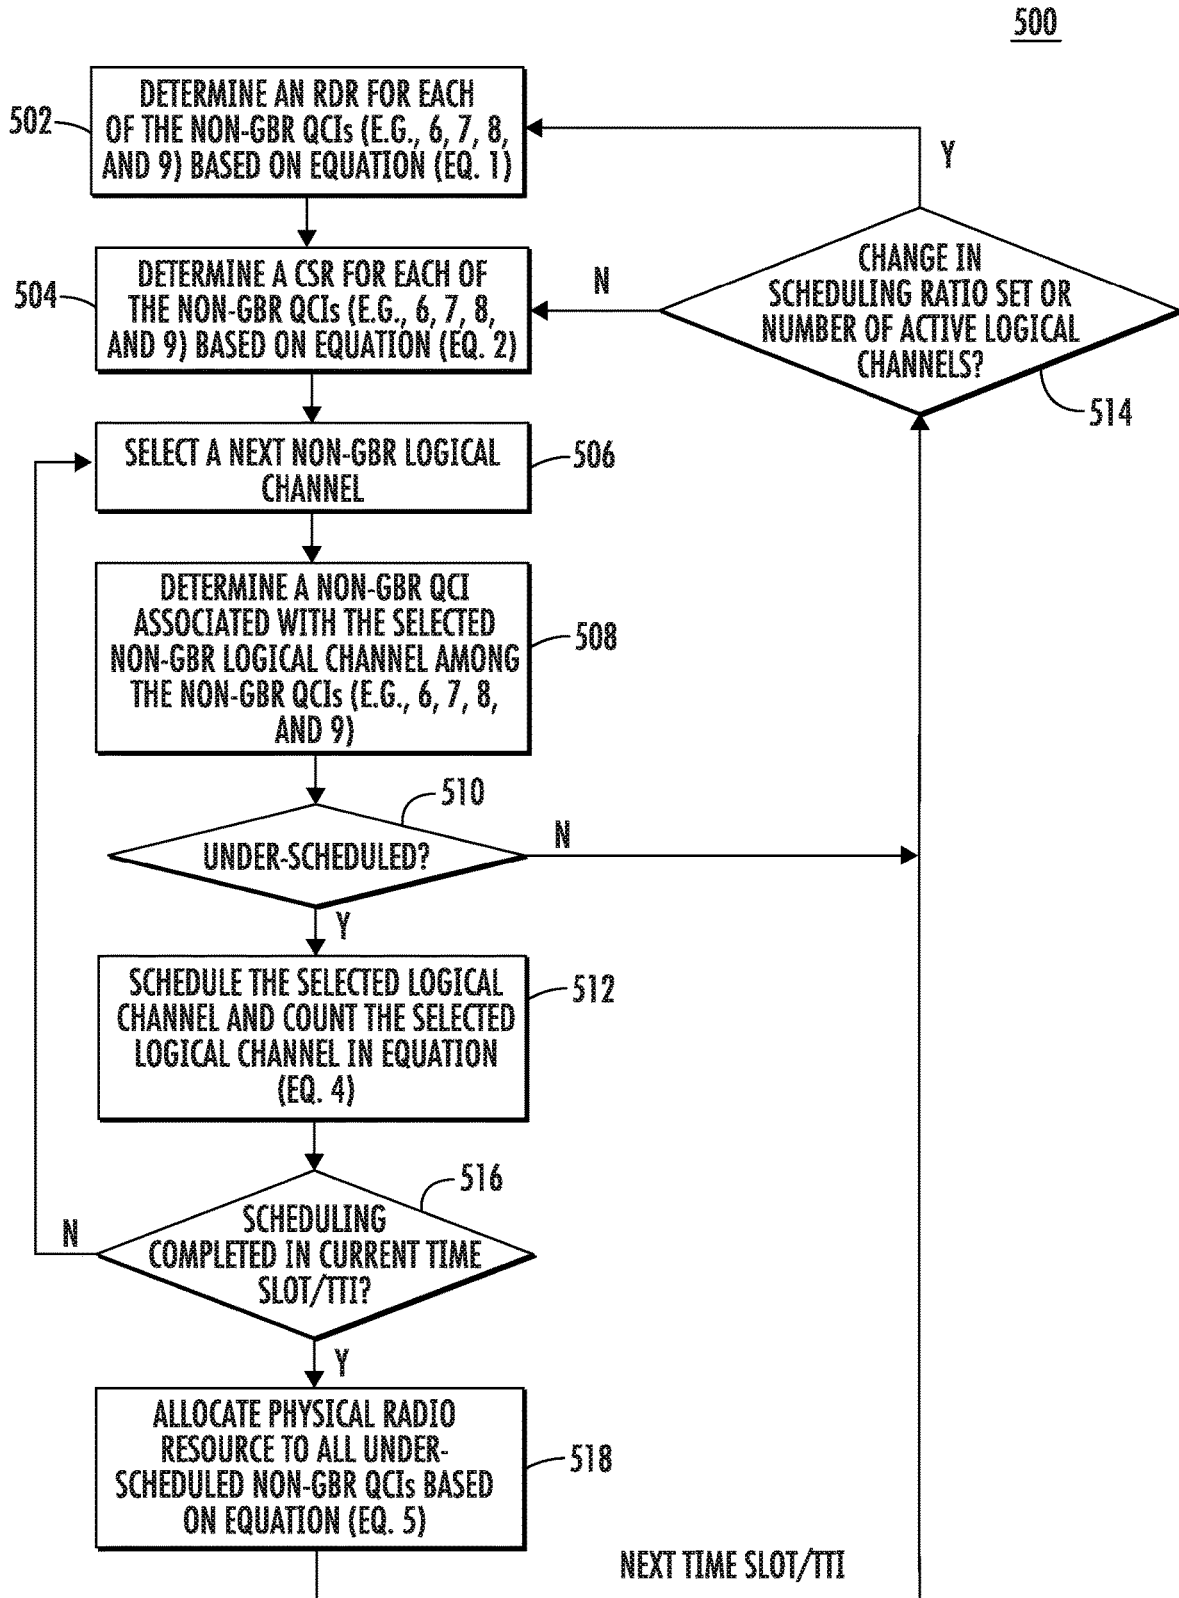 500
502
DETERMINE AN RDR FOR EACH
OF THE NON-GBR QCIs (E.G., 6, 7, 8,
AND 9) BASED ON EQUATION (EQ. 1)
Y
504
DETERMINE A CSR FOR EACH OF
THE NON-GBR QCIs (E.G., 6, 7, 8,
AND 9) BASED ON EQUATION (EQ. 2)
N
CHANGE IN
SCHEDULING RATIO SET OR
NUMBER OF ACTIVE LOGICAL
CHANNELS?
514
SELECT A NEXT NON-GBR LOGICAL
CHANNEL
506
DETERMINE A NON-GBR QCI
ASSOCIATED WITH THE SELECTED
NON-GBR LOGICAL CHANNEL AMONG
THE NON-GBR QCIs (E.G., 6, 7, 8,
AND 9)
508
510
UNDER-SCHEDULED?
N
Y
SCHEDULE THE SELECTED LOGICAL
CHANNEL AND COUNT THE SELECTED
LOGICAL CHANNEL IN EQUATION
(EQ. 4)
512
516
SCHEDULING
COMPLETED IN CURRENT TIME
SLOT/TTI?
N
Y
ALLOCATE PHYSICAL RADIO
RESOURCE TO ALL UNDER-
SCHEDULED NON-GBR QCIs BASED
ON EQUATION (EQ. 5)
518
NEXT TIME SLOT/TTI